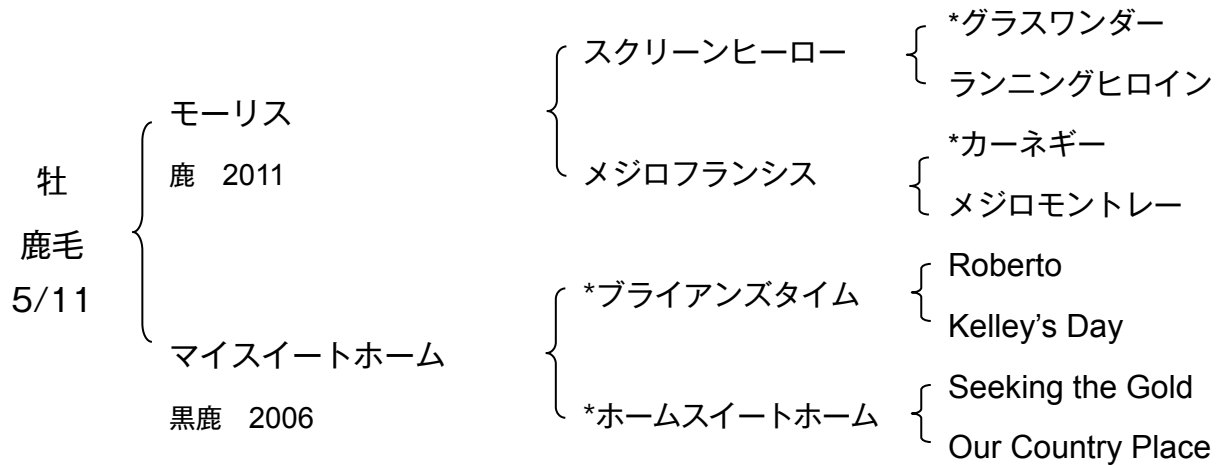 牡
鹿毛
5/11
モーリス
鹿　2011
マイスイートホーム
黒鹿　2006
スクリーンヒーロー
メジロフランシス
*ブライアンズタイム
*ホームスイートホーム
*グラスワンダー
ランニングヒロイン
*カーネギー
メジロモントレー
Roberto
Kelley’s Day
Seeking the Gold
Our Country Place